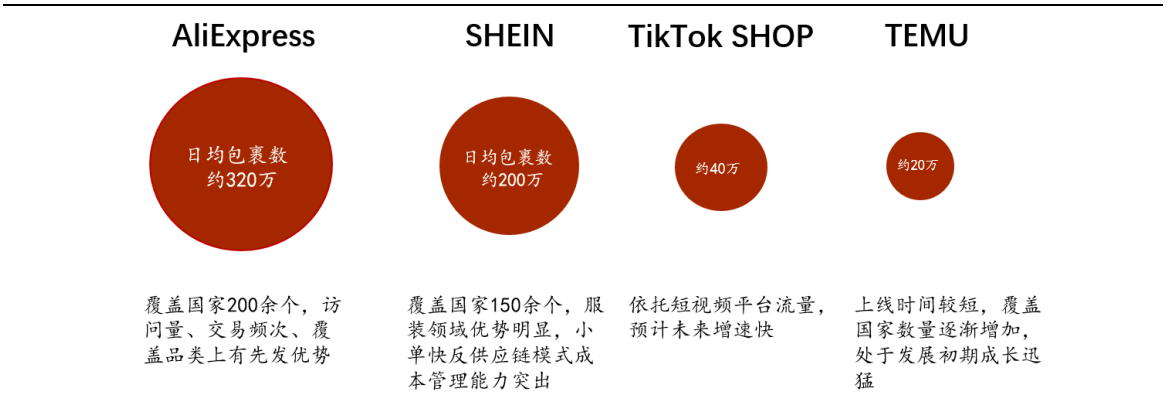 AliExpress
SHEIN
TikTok SHOP
TEMU
日均包裹数
约320万
日均包裹数
约200万
约40万
约20万
覆盖国家200余个，访
问量、交易频次、覆
盖品类上有先发优势
覆盖国家150余个，服
装领域优势明显，小
单快反供应链模式成
本管理能力突出
依托短视频平台流量，
预计未来增速快
上线时间较短，覆盖
国家数量逐渐增加，
处于发展初期成长迅
猛